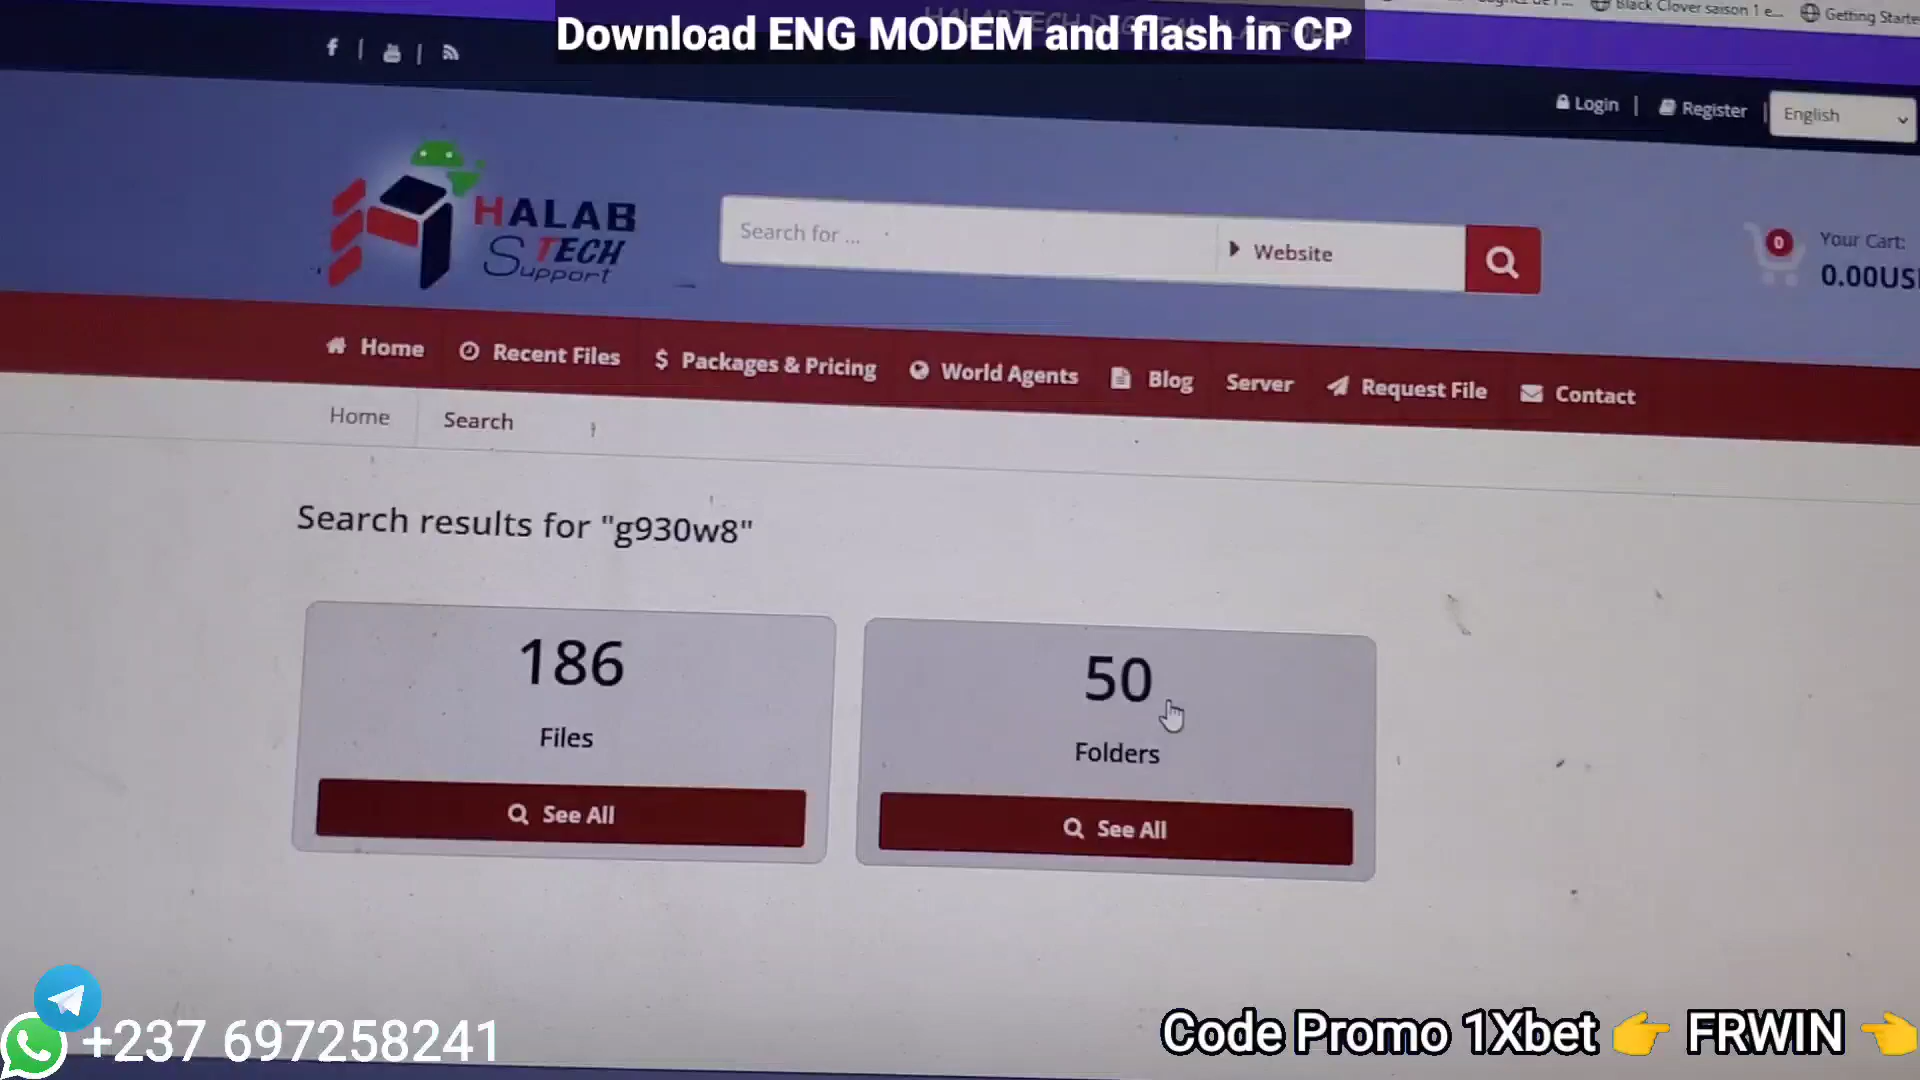 Download ENG MODEM and flash in CP
Black Clover saison 1 e...
Getting Starte
f
Login | Register
English
HALAB
TECH
Support
Search for ...
Website
0
Your Cart:
0.00US
Home
Recent Files
$ Packages & Pricing
World Agents
Blog
Server
Request File
Contact
Home
Search
Search results for "g930w8"
186
Files
See All
50
Folders
See All
+237 697258241
Code Promo 1Xbet 👉 FRWIN 👈